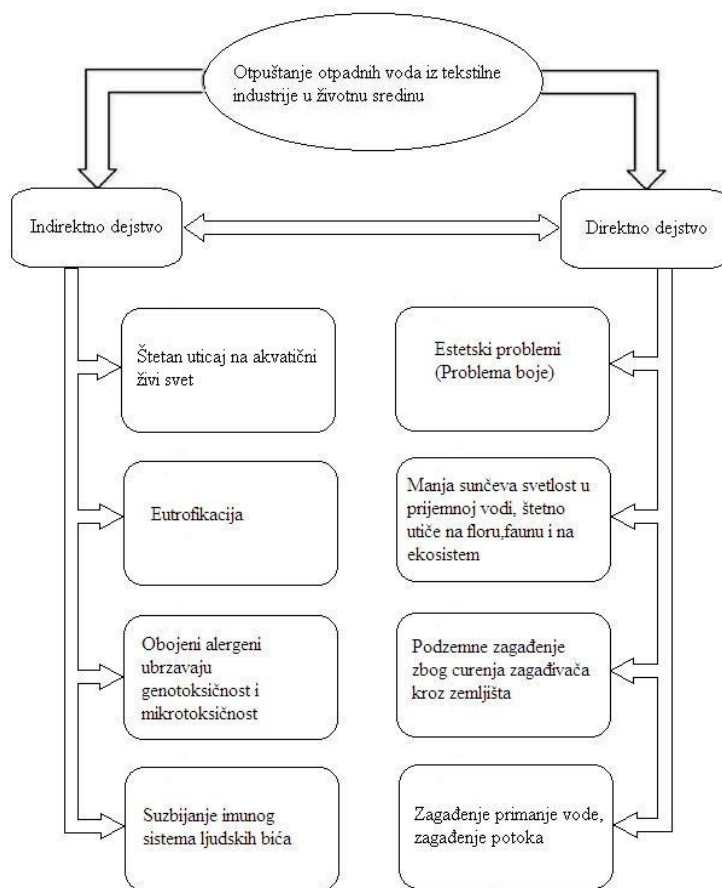 Otpuštanje otpadnih voda iz tekstilne
industrije u životnu sredinu
Indirektno dejstvo
Direktno dejstvo
Štetan uticaj na akvatični
živi svet
Estetski problemi
(Problema boje)
Eutrofikacija
Manja sunčeva svetlost u
prijemnoj vodi, štetno
utiče na floru,faunu i na
ekosistem
Obojeni alergeni
ubrzavaju
genotoksičnost i
mikrotoksičnost
Podzemne zagađenje
zbog curenja zagađivača
kroz zemljišta
Suzbijanje imunog
sistema ljudskih bića
Zagađenje primanje vode,
zagađenje potoka